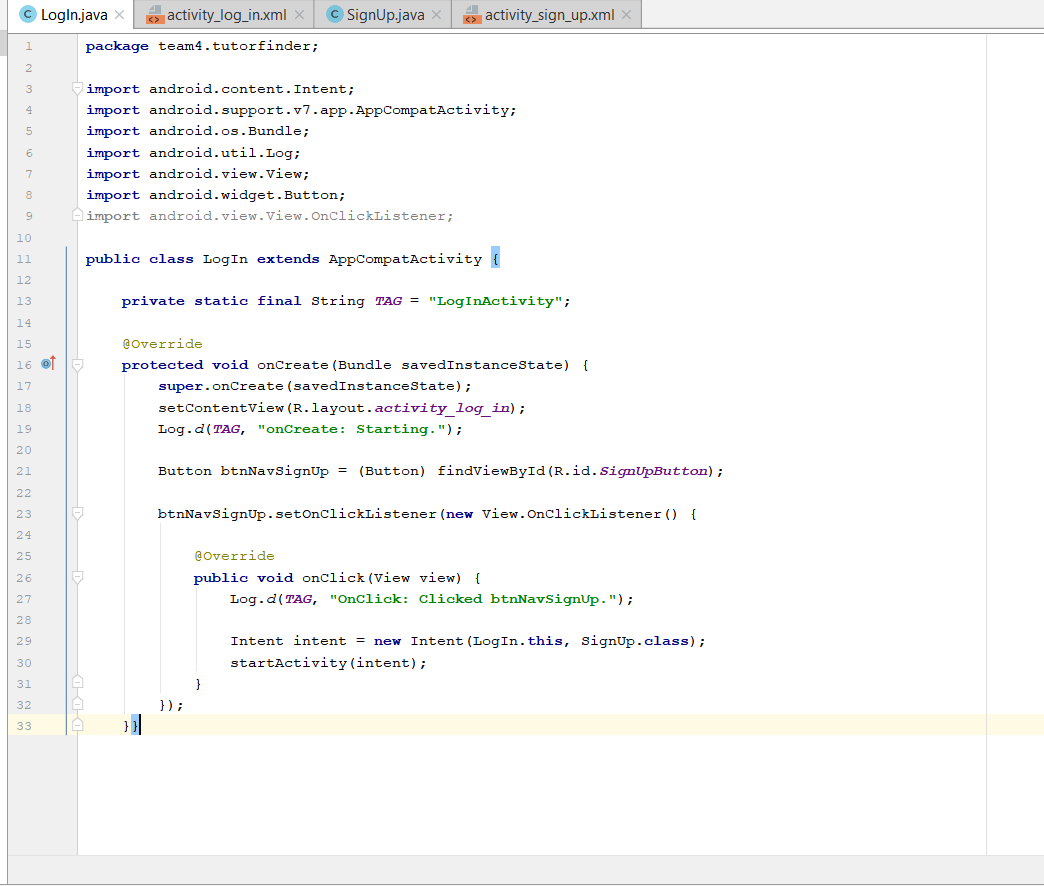 LogIn.java activity_log_in.xml SignUp.java activity_sign_up.xml
1 package team4.tutorfinder;
2
3 import android.content.Intent;
4 import android.support.v7.app.AppCompatActivity;
5 import android.os.Bundle;
6 import android.util.Log;
7 import android.view.View;
8 import android.widget.Button;
9 import android.view.View.OnClickListener;
10
11 public class LogIn extends AppCompatActivity {
12
13     private static final String TAG = "LogInActivity";
14
15     @Override
16     protected void onCreate(Bundle savedInstanceState) {
17         super.onCreate(savedInstanceState);
18         setContentView(R.layout.activity_log_in);
19         Log.d(TAG, "onCreate: Starting.");
20
21         Button btnNavSignUp = (Button) findViewById(R.id.SignUpButton);
22
23         btnNavSignUp.setOnClickListener(new View.OnClickListener() {
24
25             @Override
26             public void onClick(View view) {
27                 Log.d(TAG, "OnClick: Clicked btnNavSignUp.");
28
29                 Intent intent = new Intent(LogIn.this, SignUp.class);
30                 startActivity(intent);
31             }
32         });
33     }}